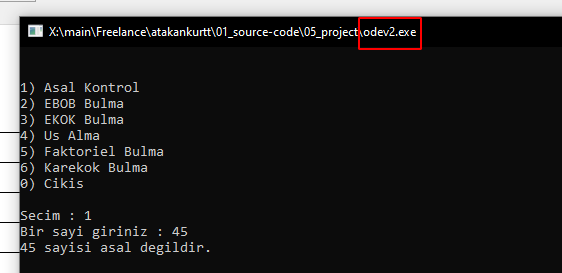 X:\main\Freelance\atakankurtt\01_source-code\05_project\odev2.exe
1) Asal Kontrol
2) EBOB Bulma
3) EKOK Bulma
4) Us Alma
5) Faktoriel Bulma
6) Karekok Bulma
0) Cikis
Secim : 1
Bir sayi giriniz : 45
45 sayisi asal degildir.